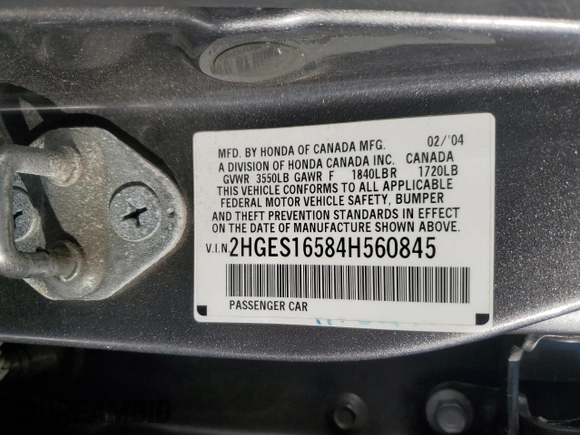 MFD. BY HONDA OF CANADA MFG. 02/'04
A DIVISION OF HONDA CANADA INC. CANADA
GVWR 3550LB GAWR F 1840LB R 1720LB
THIS VEHICLE CONFORMS TO ALL APPLICABLE
FEDERAL MOTOR VEHICLE SAFETY, BUMPER
AND THEFT PREVENTION STANDARDS IN EFFECT
ON THE DATE OF MANUFACTURE SHOWN ABOVE.
V.I.N 2HGES16584H560845
PASSENGER CAR